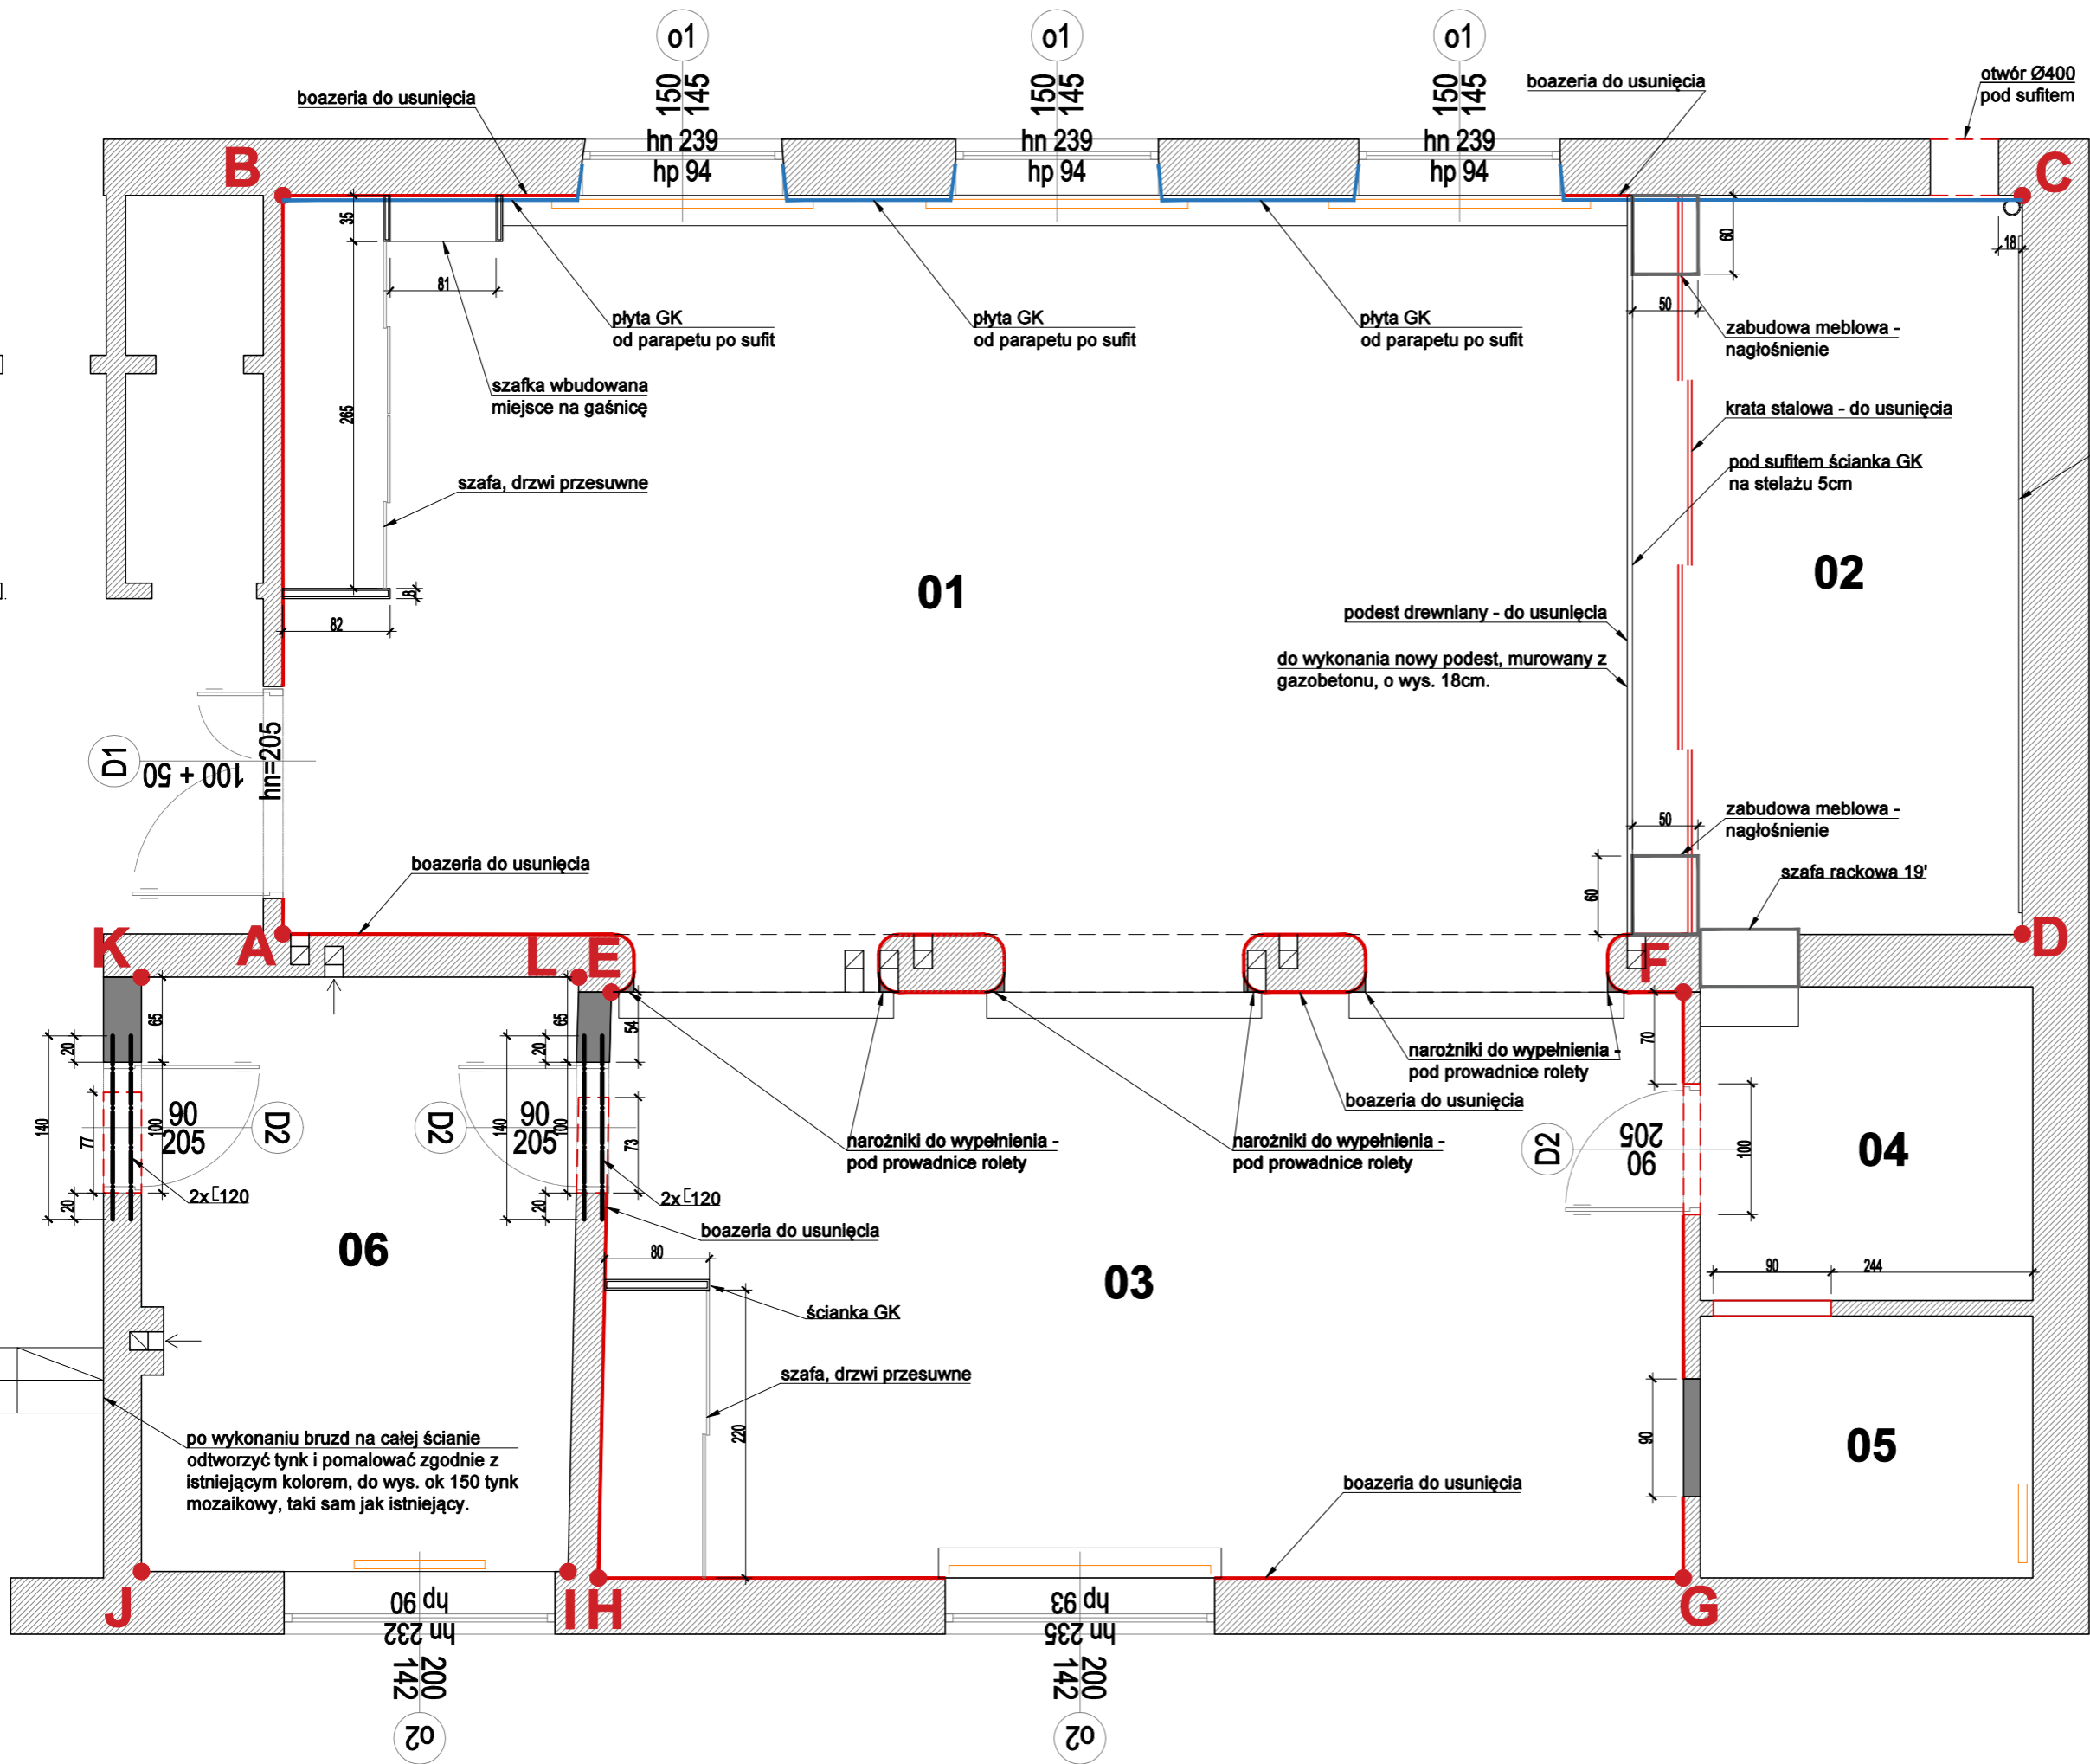 o1
o1
o1
150
145
150
145
150
145
boazeria do usunięcia
boazeria do usunięcia
otwór Ø400
pod sufitem
hn 239
hp 94
hn 239
hp 94
hn 239
hp 94
B
C
35
81
265
60
50
18
płyta GK
od parapetu po sufit
płyta GK
od parapetu po sufit
płyta GK
od parapetu po sufit
zabudowa meblowa -
nagłośnienie
szafka wbudowana
miejsce na gaśnicę
krata stalowa - do usunięcia
pod sufitem ścianka GK
na stelażu 5cm
szafa, drzwi przesuwne
01
02
8
82
podest drewniany - do usunięcia
do wykonania nowy podest, murowany z
gazobetonu, o wys. 18cm.
D1
100 + 50
hn=205
50
60
zabudowa meblowa -
nagłośnienie
szafa rackowa 19'
boazeria do usunięcia
K
A
L
E
F
D
65
20
140
77
100
20
90
205
D2
2x[120
D2
90
205
65
20
140
100
20
54
73
2x[120
narożniki do wypełnienia -
pod prowadnice rolety
narożniki do wypełnienia -
pod prowadnice rolety
narożniki do wypełnienia -
pod prowadnice rolety
boazeria do usunięcia
boazeria do usunięcia
70
D2
90
205
100
04
06
80
03
90
244
ścianka GK
szafa, drzwi przesuwne
220
90
05
po wykonaniu bruzd na całej ścianie
odtworzyć tynk i pomalować zgodnie z
istniejącym kolorem, do wys. ok 150 tynk
mozaikowy, taki sam jak istniejący.
boazeria do usunięcia
J
I
H
G
hp 90
hn 232
200
142
o2
hp 93
hn 235
200
142
o2